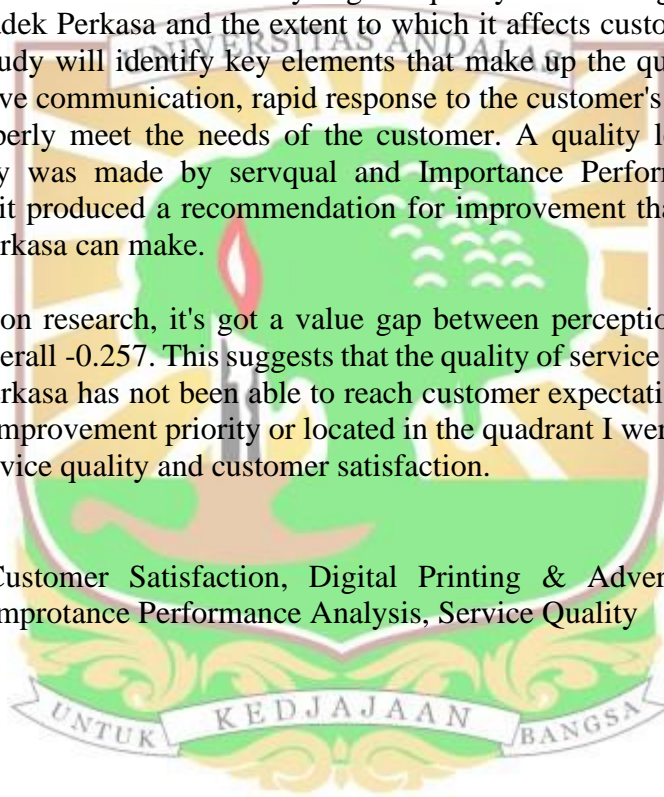 adek Perkasa and the extent to which it affects custo
UNIVERSITAS ANDALAS
udy will identify key elements that make up the qu
ve communication, rapid response to the customer's
perly meet the needs of the customer. A quality l
y was made by servqual and Importance Perform
it produced a recommendation for improvement tha
erkasa can make.
on research, it's got a value gap between perceptio
erall -0.257. This suggests that the quality of service
erkasa has not been able to reach customer expectati
improvement priority or located in the quadrant I wer
vice quality and customer satisfaction.
Customer Satisfaction, Digital Printing & Adver
mprotance Performance Analysis, Service Quality
UNTUK KEDJAJAAN BANGSA